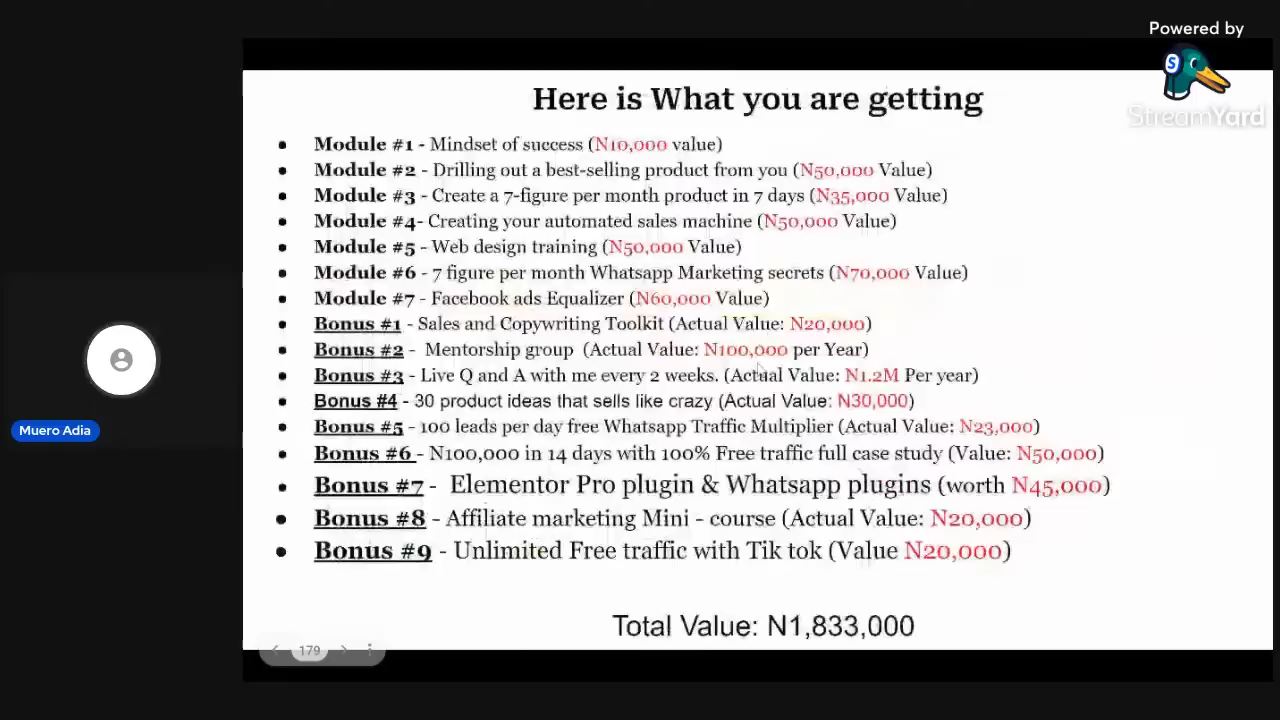 Powered by
StreamYard
Here is What you are getting
● Module #1 - Mindset of success (N10,000 value)
● Module #2 - Drilling out a best-selling product from you (N50,000 Value)
● Module #3 - Create a 7-figure per month product in 7 days (N35,000 Value)
● Module #4- Creating your automated sales machine (N50,000 Value)
● Module #5 - Web design training (N50,000 Value)
● Module #6 - 7 figure per month Whatsapp Marketing secrets (N70,000 Value)
● Module #7 - Facebook ads Equalizer (N60,000 Value)
● Bonus #1 - Sales and Copywriting Toolkit (Actual Value: N20,000)
● Bonus #2 - Mentorship group (Actual Value: N100,000 per Year)
● Bonus #3 - Live Q and A with me every 2 weeks. (Actual Value: N1.2M Per year)
● Bonus #4 - 30 product ideas that sells like crazy (Actual Value: N30,000)
● Bonus #5 - 100 leads per day free Whatsapp Traffic Multiplier (Actual Value: N23,000)
● Bonus #6 - N100,000 in 14 days with 100% Free traffic full case study (Value: N50,000)
● Bonus #7 - Elementor Pro plugin & Whatsapp plugins (worth N45,000)
● Bonus #8 - Affiliate marketing Mini - course (Actual Value: N20,000)
● Bonus #9 - Unlimited Free traffic with Tik tok (Value N20,000)
Total Value: N1,833,000
179
Muero Adia